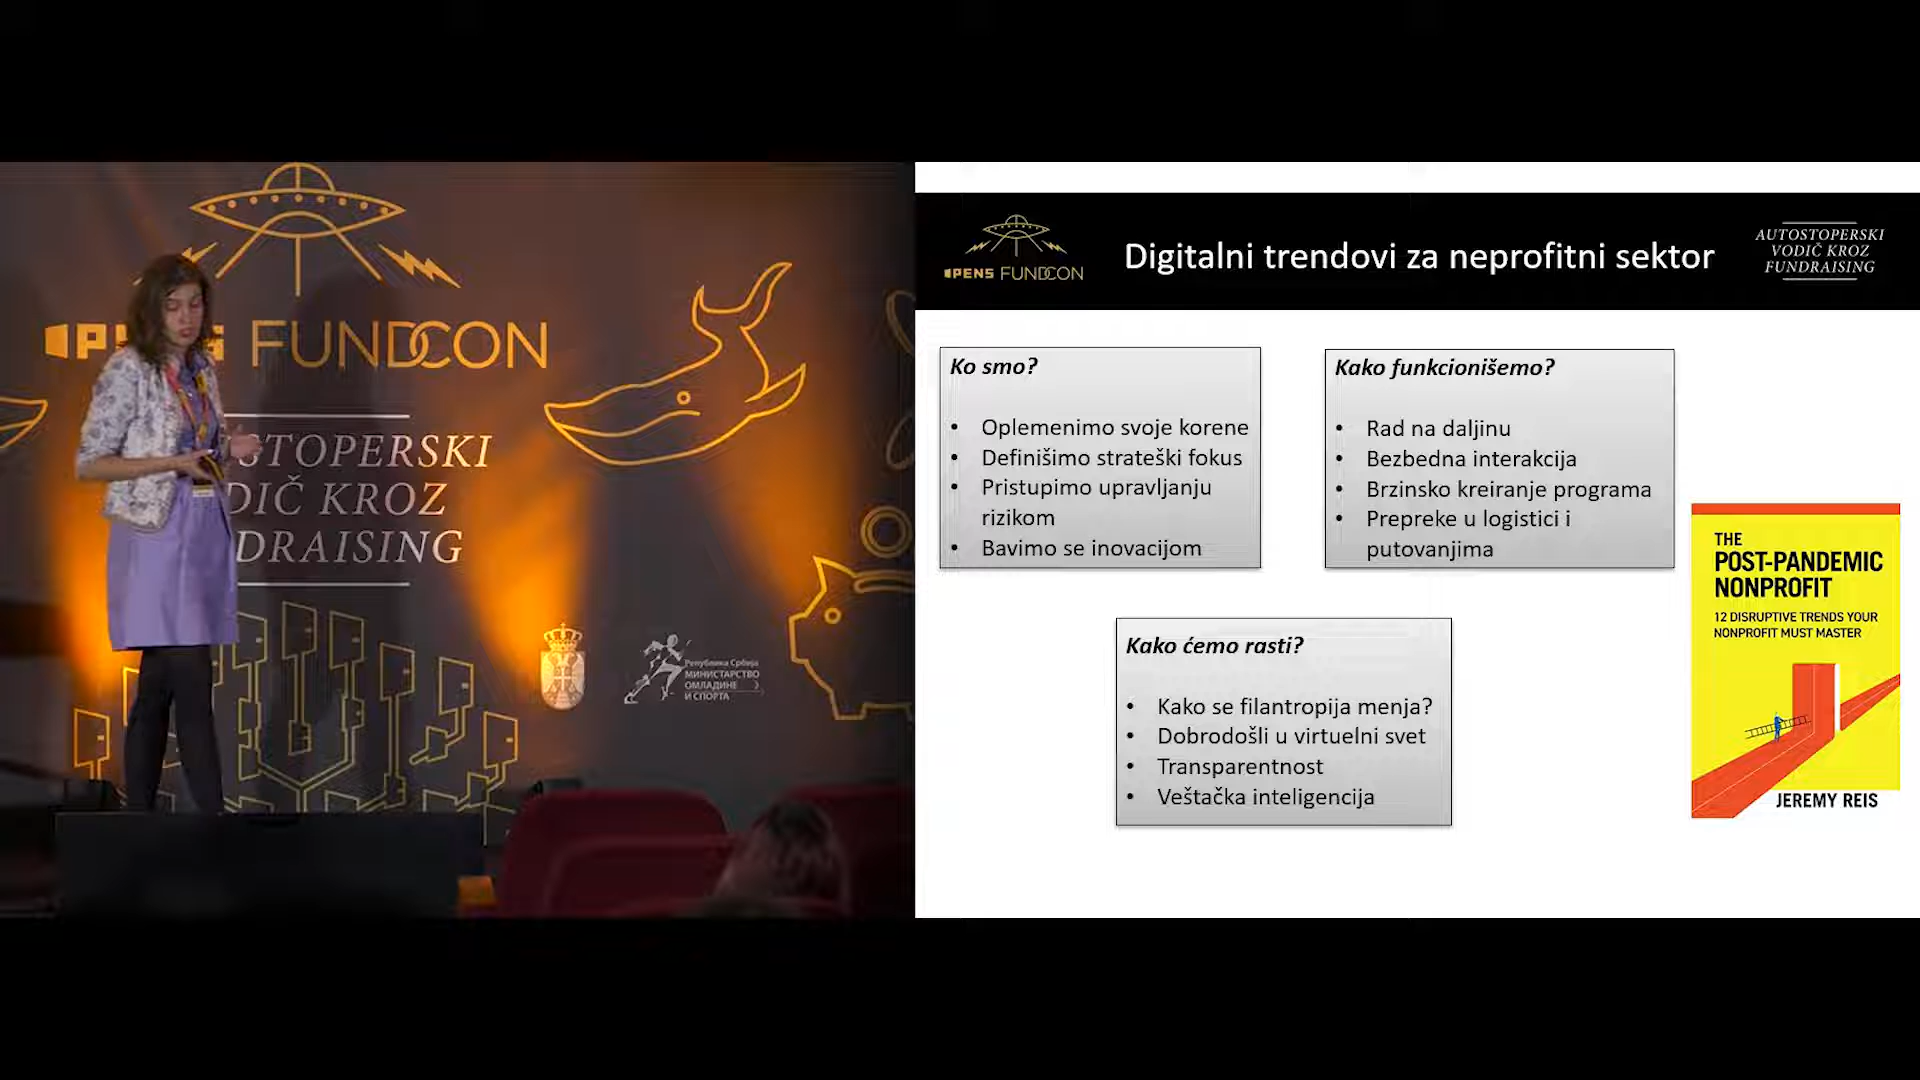 OPENS FUNDCON
AUTOSTOPERSKI
VODIČ KROZ
FUNDRAISING
Digitalni trendovi za neprofitni sektor
Ko smo?
• Oplemenimo svoje korene
• Definišimo strateški fokus
• Pristupimo upravljanju
rizikom
• Bavimo se inovacijom
Kako funkcionišemo?
• Rad na daljinu
• Bezbedna interakcija
• Brzinsko kreiranje programa
• Prepreke u logistici i
putovanjima
Kako ćemo rasti?
• Kako se filantropija menja?
• Dobrodošli u virtuelni svet
• Transparentnost
• Veštačka inteligencija
THE
POST-PANDEMIC
NONPROFIT
12 DISRUPTIVE TRENDS YOUR
NONPROFIT MUST MASTER
JEREMY REIS
FUNDCON
STOPERSKI
DIČ KROZ
DRAISING
Република Србија
МИНИСТАРСТВО
ОМЛАДИНЕ
И СПОРТА